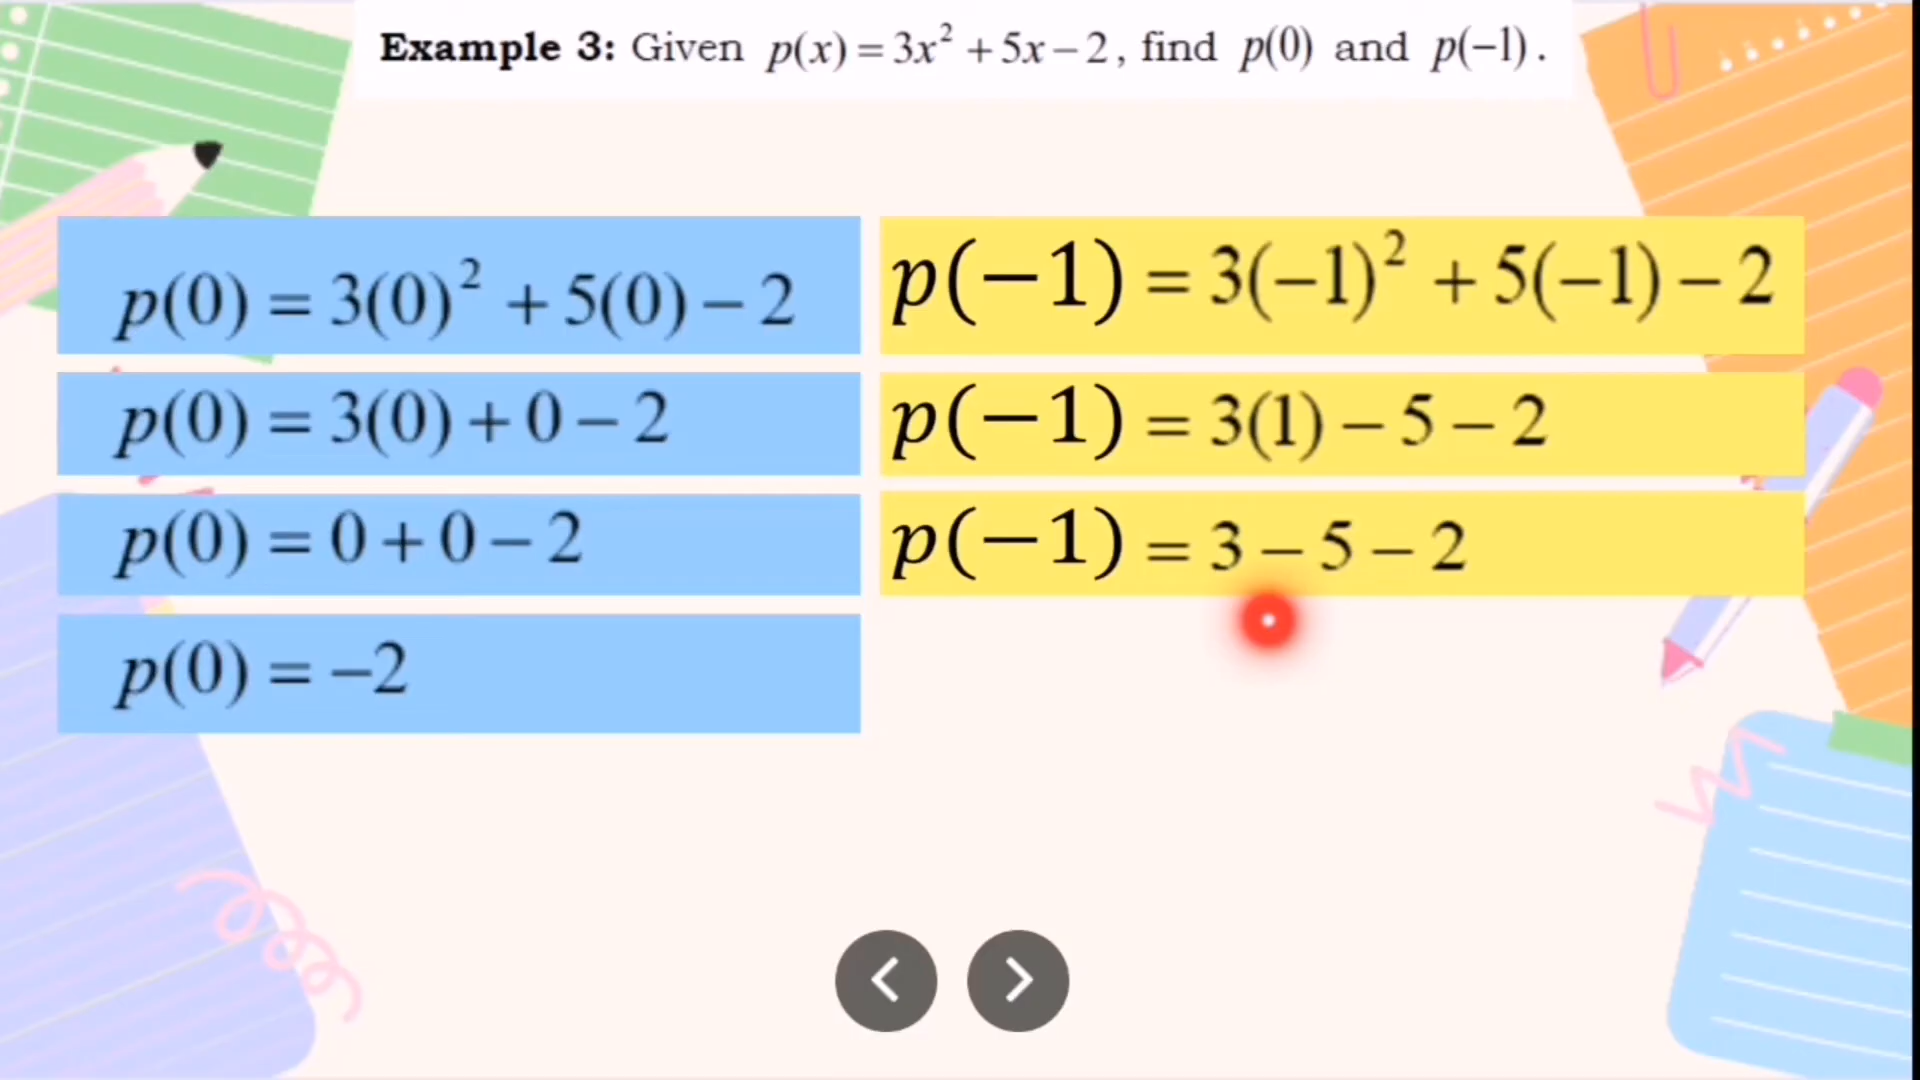 Example 3: Given p(x) = 3x² + 5x − 2, find p(0) and p(−1).
p(0) = 3(0)² + 5(0) − 2
p(0) = 3(0) + 0 − 2
p(0) = 0 + 0 − 2
p(0) = −2
p(−1) = 3(−1)² + 5(−1) − 2
p(−1) = 3(1) − 5 − 2
p(−1) = 3 − 5 − 2